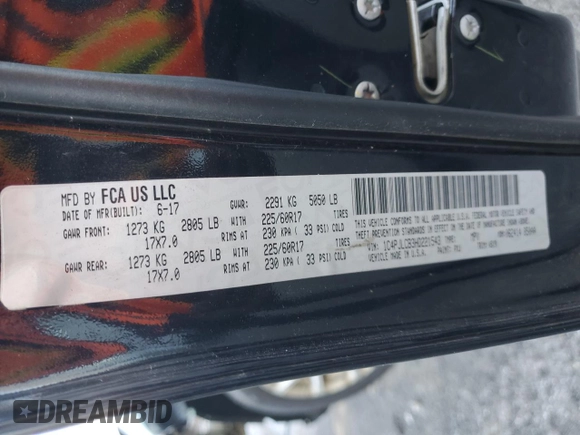 MFD BY FCA US LLC
DATE OF MFR(BUILT): 6-17 GVWR: 2291 KG 5050 LB
GAWR FRONT: 1273 KG 2805 LB WITH 225/60R17 TIRES
17X7.0 RIMS AT 230 KPA ( 33 PSI) COLD
GAWR REAR: 1273 KG 2805 LB WITH 225/60R17 TIRES
17X7.0 RIMS AT 230 KPA ( 33 PSI) COLD
THIS VEHICLE CONFORMS TO ALL APPLICABLE U.S.A. FEDERAL MOTOR VEHICLE SAFETY AND
THEFT PREVENTION STANDARDS IN EFFECT ON THE DATE OF MANUFACTURE SHOWN ABOVE.
VIN:
TYPE: MPV
DREAMBID